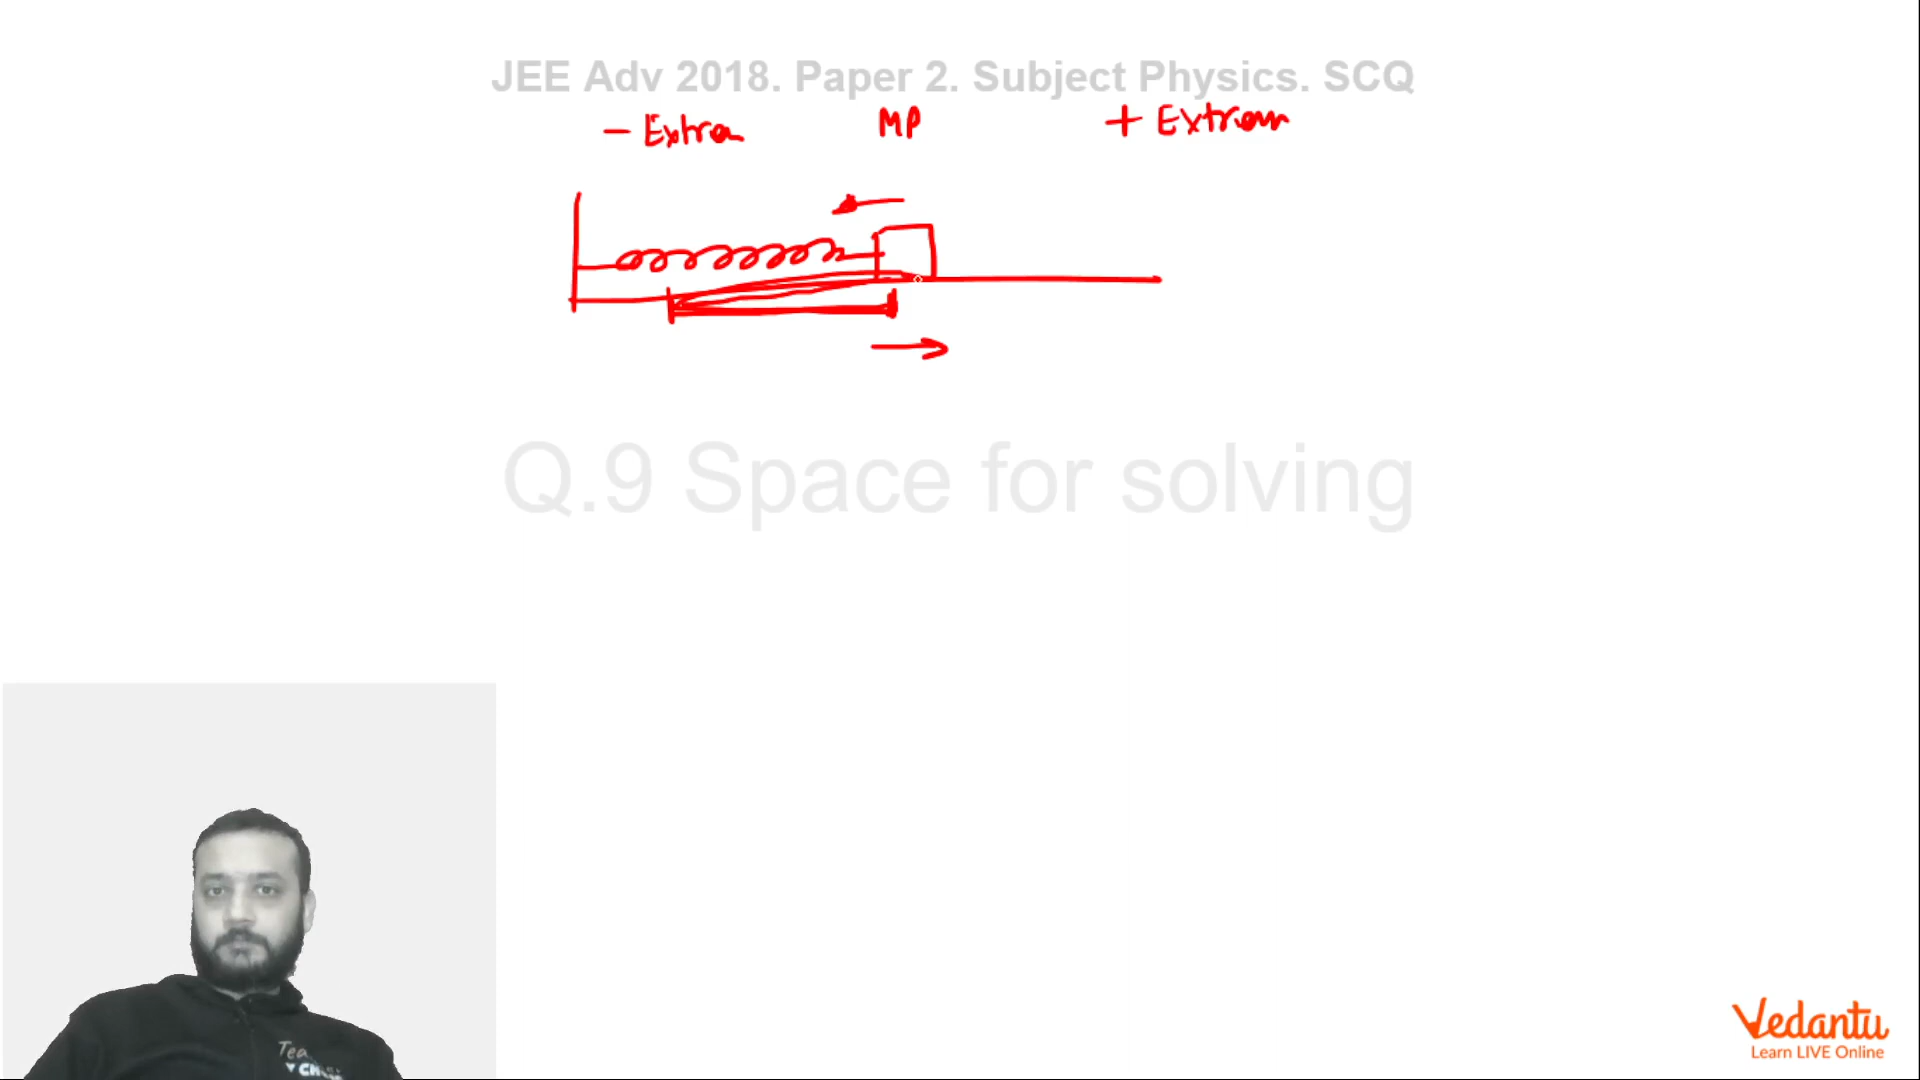 JEE Adv 2018. Paper 2. Subject Physics. SCQ
- Extra MP + Extrem
Q.9 Space for solving
Tea
Vedantu
Learn LIVE Online